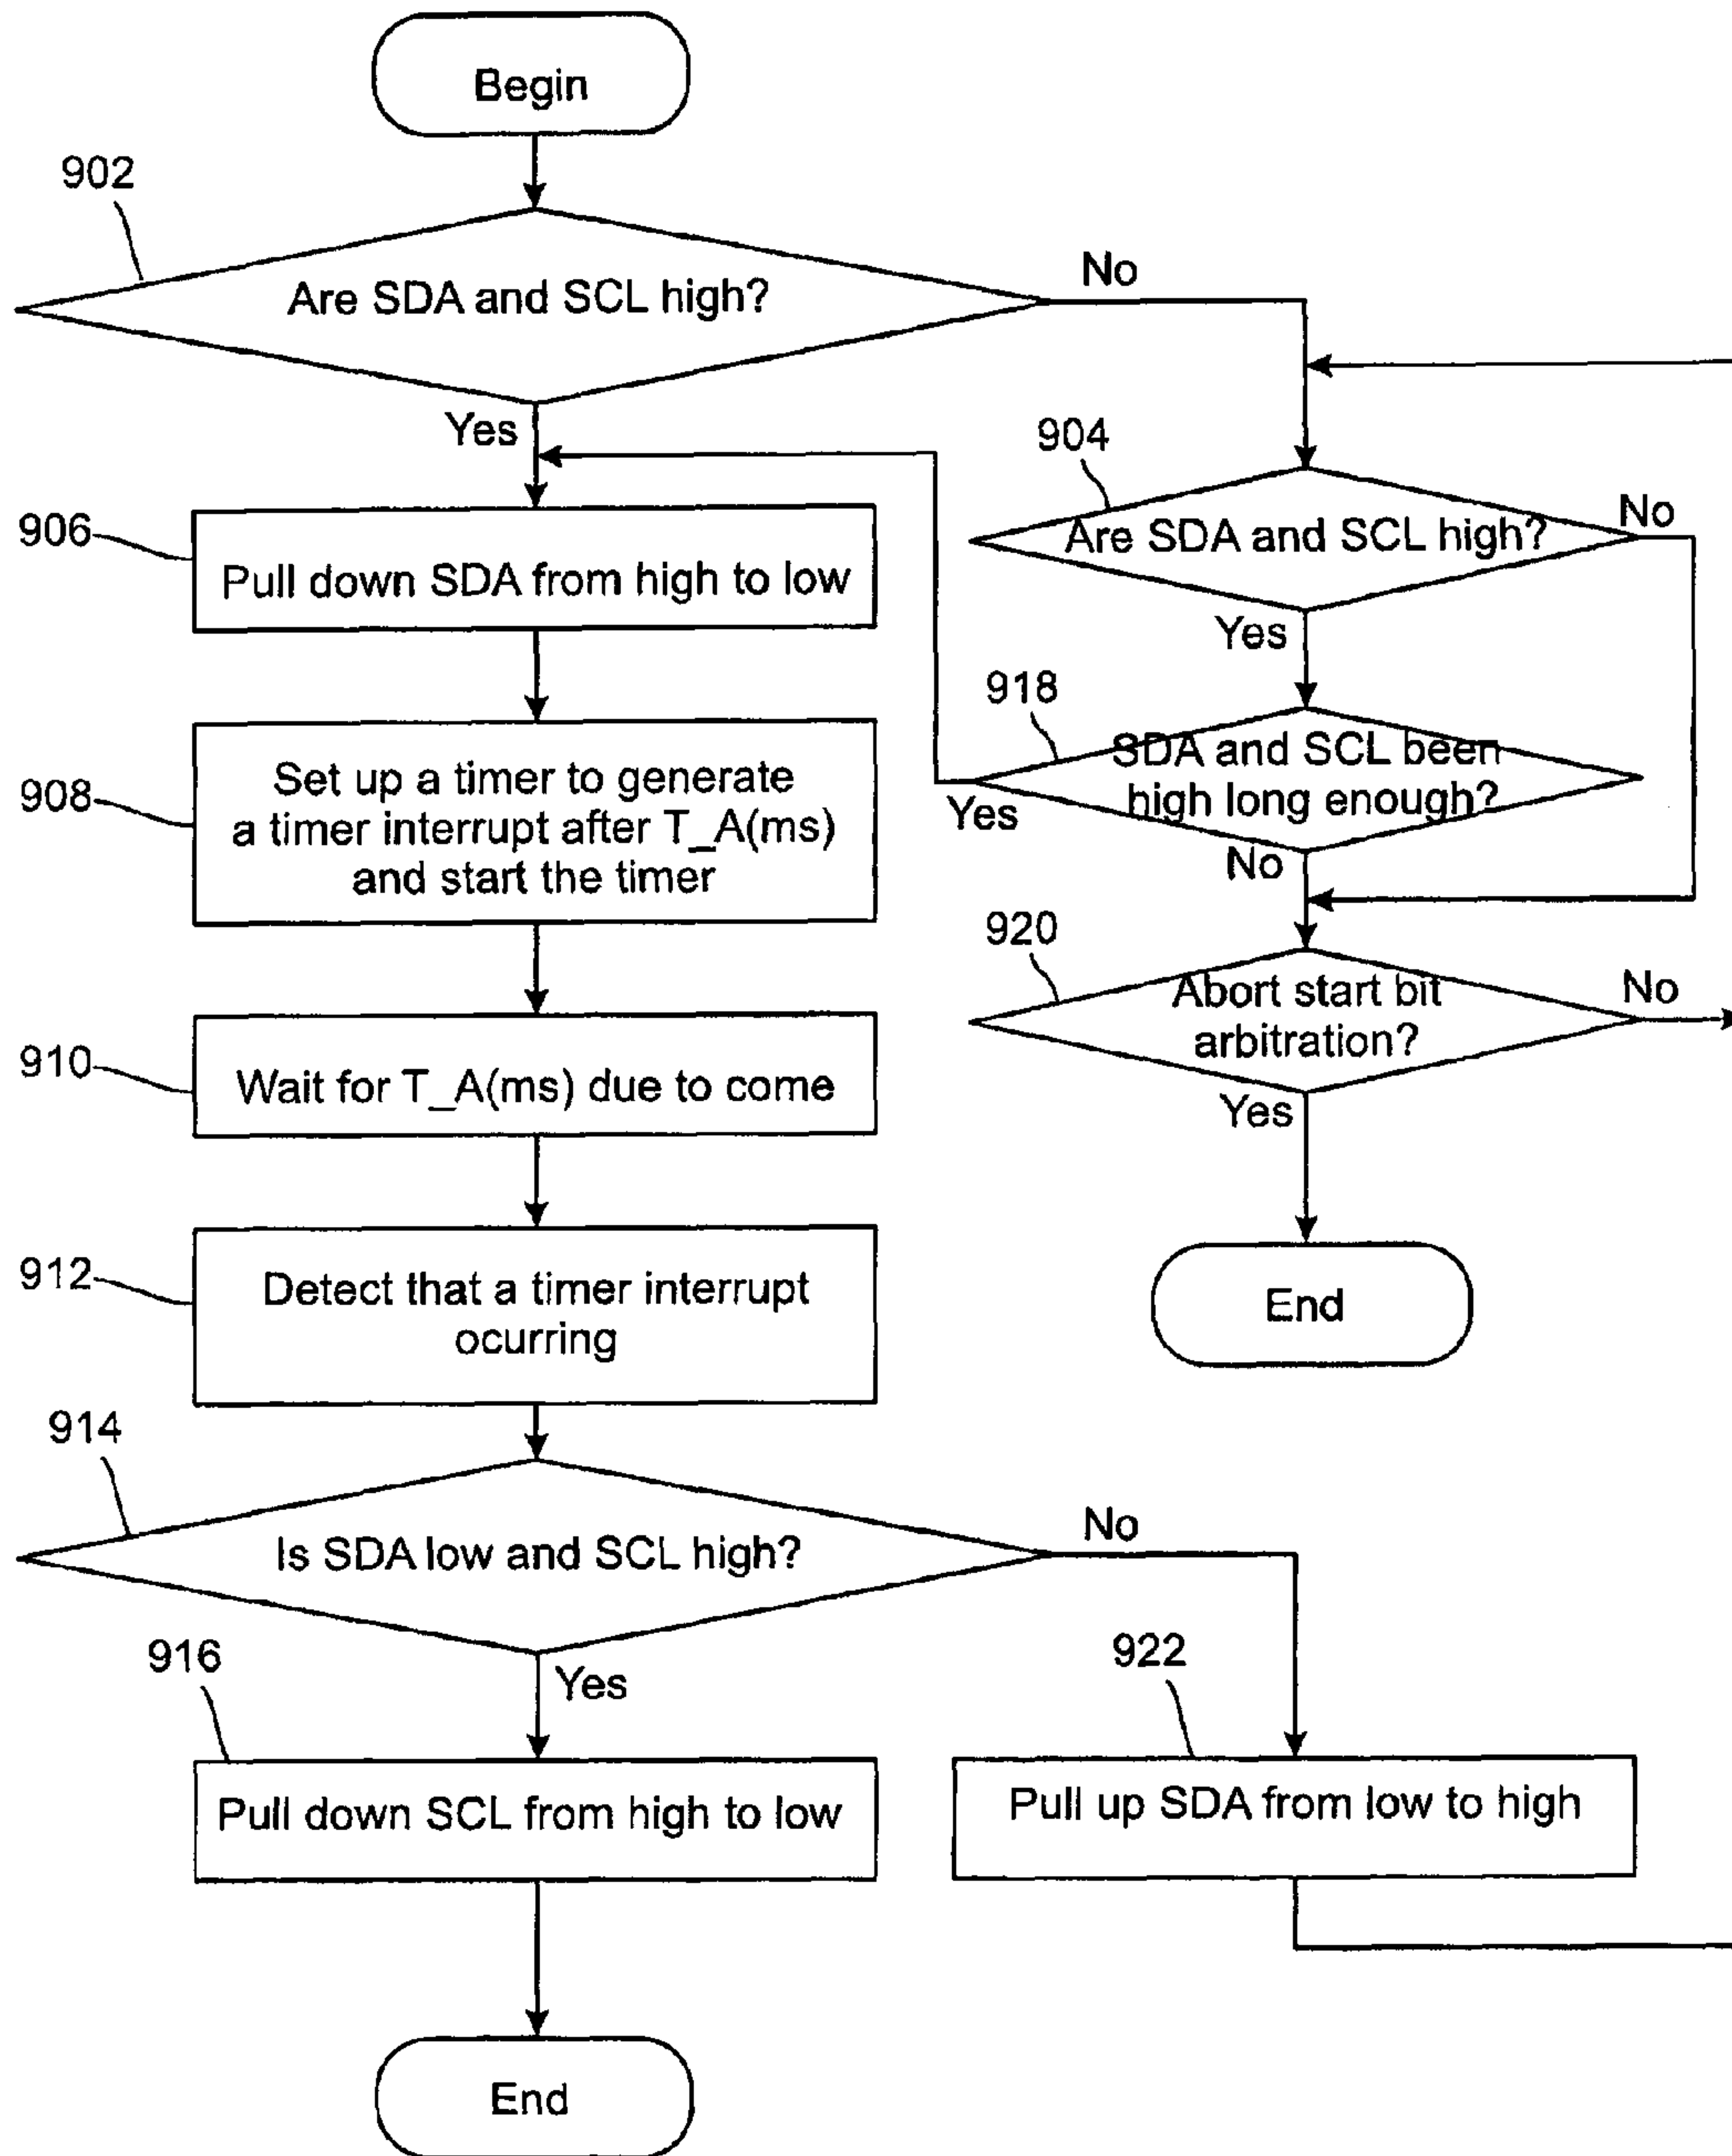 Begin
902
Are SDA and SCL high?
No
Yes
904
Are SDA and SCL high?
No
Yes
906
Pull down SDA from high to low
918
SDA and SCL been
high long enough?
Yes
No
908
Set up a timer to generate
a timer interrupt after T_A(ms)
and start the timer
920
Abort start bit
arbitration?
No
Yes
910
Wait for T_A(ms) due to come
912
Detect that a timer interrupt
ocurring
End
914
Is SDA low and SCL high?
No
Yes
916
Pull down SCL from high to low
922
Pull up SDA from low to high
End